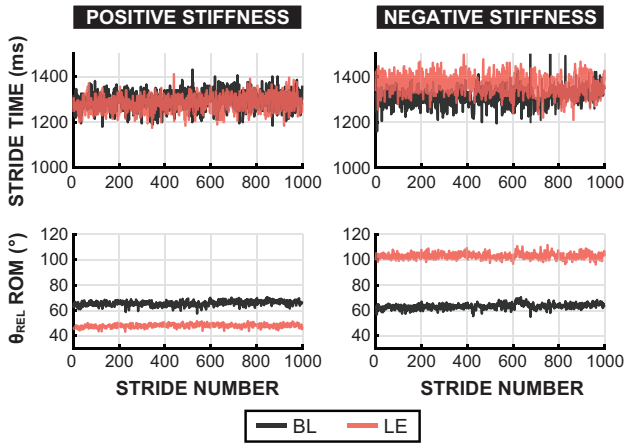 POSITIVE STIFFNESS
NEGATIVE STIFFNESS
STRIDE TIME (ms)
1400
1200
1000
0 200 400 600 800 1000
1400
1200
1000
0 200 400 600 800 1000
θREL ROM (°)
120
100
80
60
40
0 200 400 600 800 1000
STRIDE NUMBER
120
100
80
60
40
0 200 400 600 800 1000
STRIDE NUMBER
BL LE